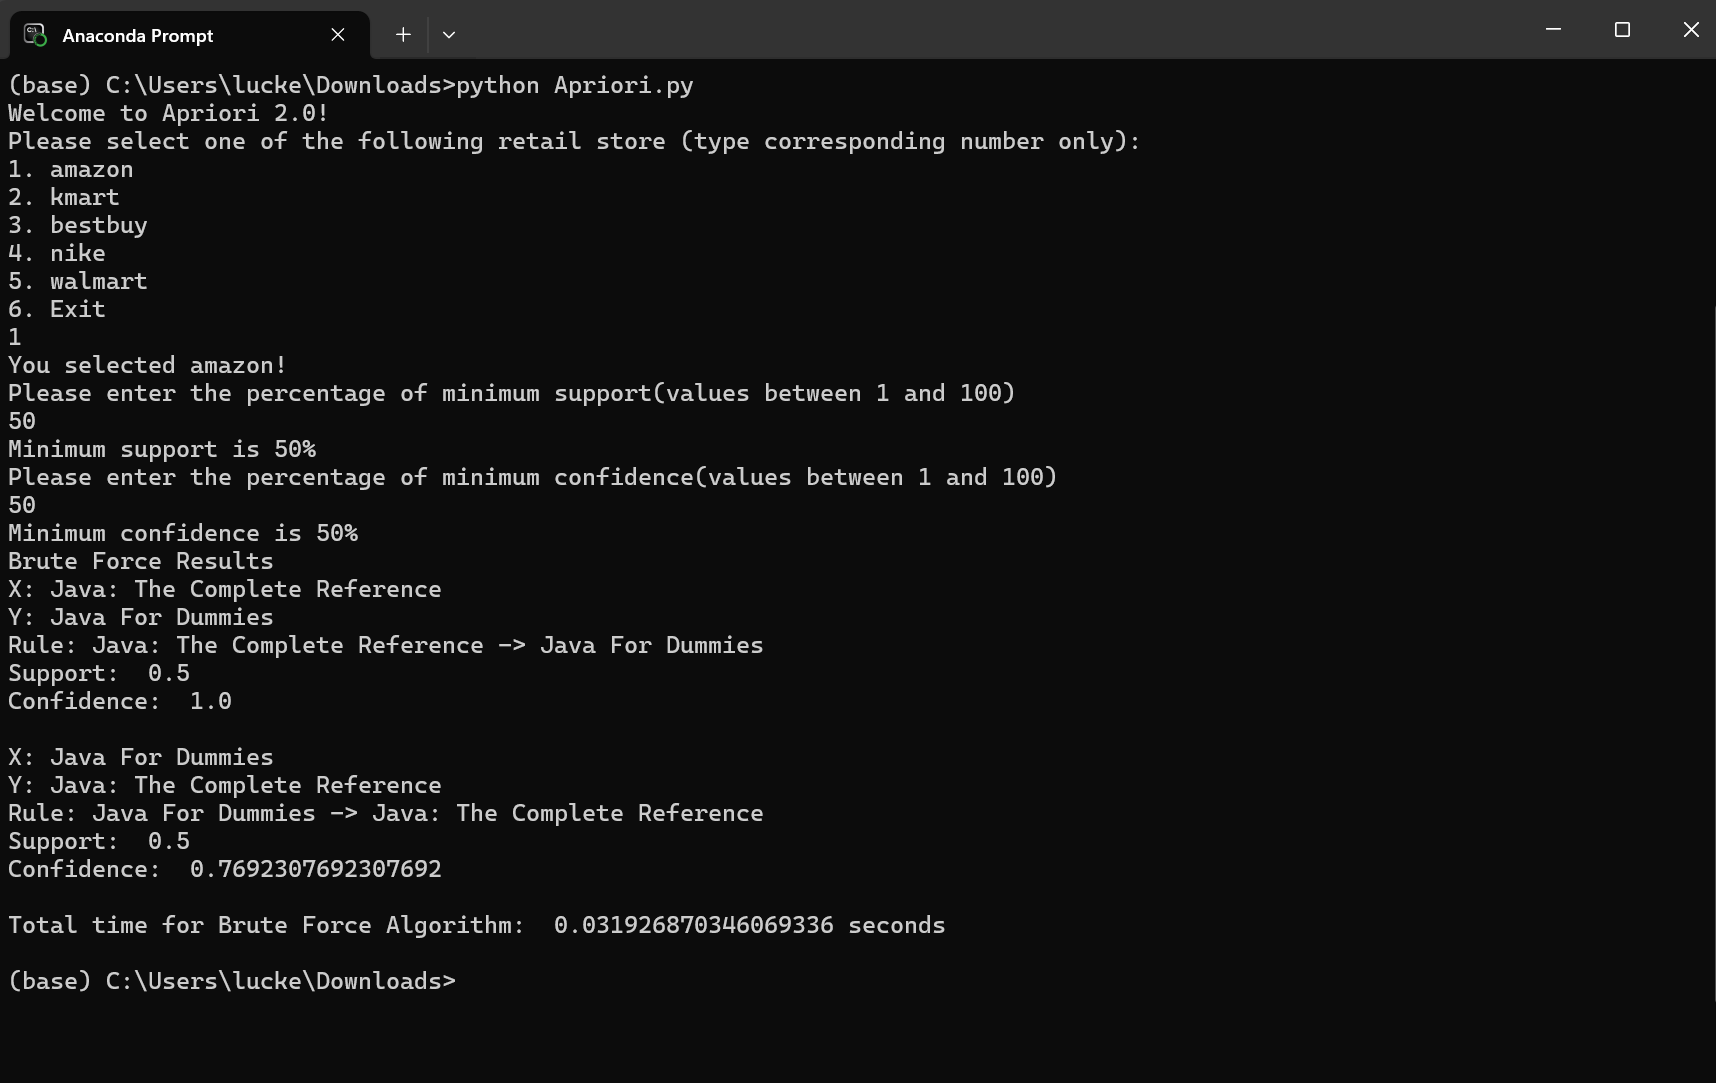 Anaconda Prompt
(base) C:\Users\lucke\Downloads>python Apriori.py
Welcome to Apriori 2.0!
Please select one of the following retail store (type corresponding number only):
1. amazon
2. kmart
3. bestbuy
4. nike
5. walmart
6. Exit
1
You selected amazon!
Please enter the percentage of minimum support(values between 1 and 100)
50
Minimum support is 50%
Please enter the percentage of minimum confidence(values between 1 and 100)
50
Minimum confidence is 50%
Brute Force Results
X: Java: The Complete Reference
Y: Java For Dummies
Rule: Java: The Complete Reference -> Java For Dummies
Support:  0.5
Confidence:  1.0
X: Java For Dummies
Y: Java: The Complete Reference
Rule: Java For Dummies -> Java: The Complete Reference
Support:  0.5
Confidence:  0.7692307692307692
Total time for Brute Force Algorithm:  0.031926870346069336 seconds
(base) C:\Users\lucke\Downloads>